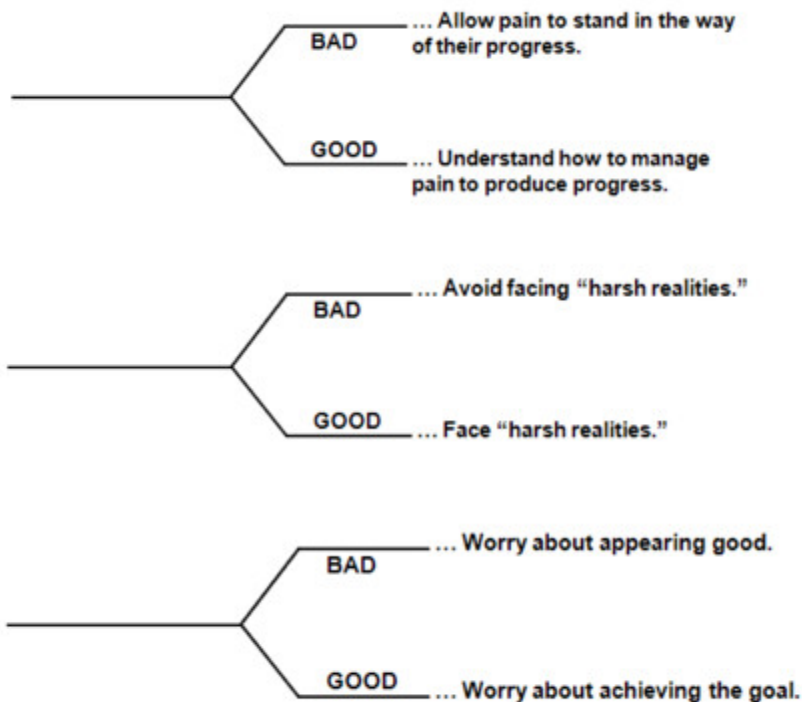 ... Allow pain to stand in the way
BAD
of their progress.
GOOD
... Understand how to manage
pain to produce progress.
... Avoid facing “harsh realities.”
BAD
GOOD
... Face “harsh realities.”
... Worry about appearing good.
BAD
GOOD
... Worry about achieving the goal.